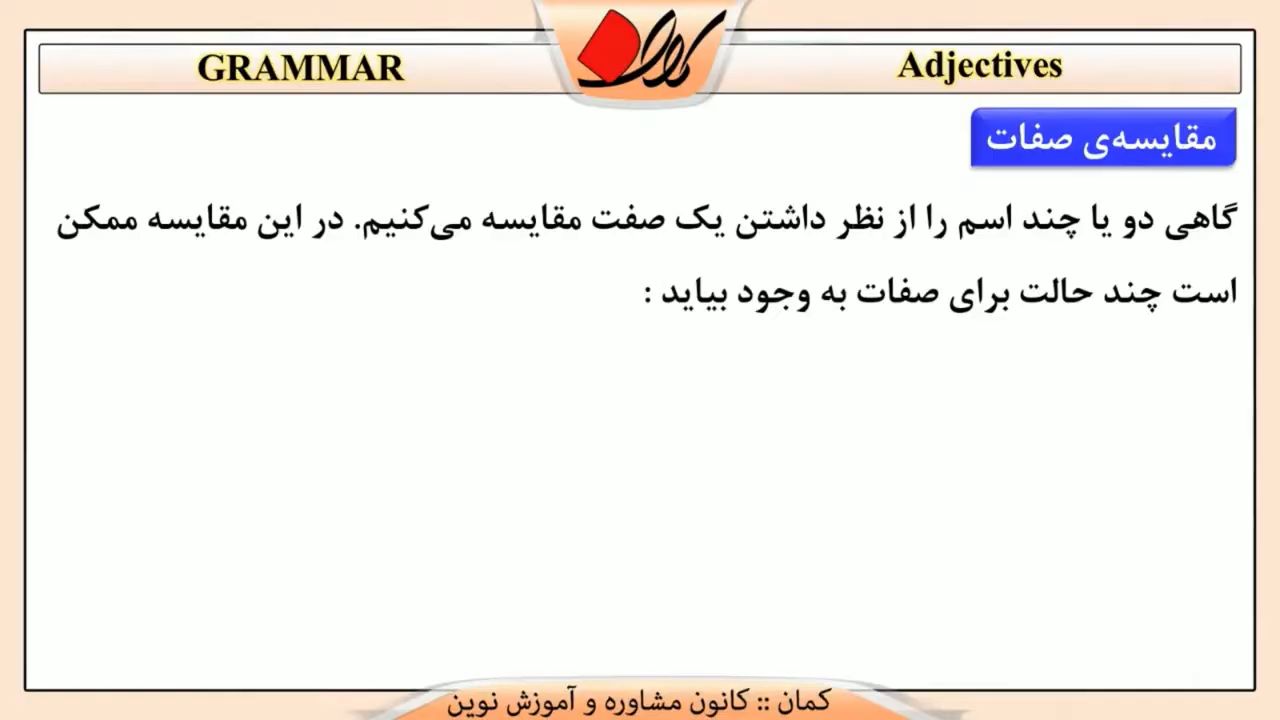 GRAMMAR
Adjectives
کمان
مقایسه‌ی صفات
گاهی دو یا چند اسم را از نظر داشتن یک صفت مقایسه می‌کنیم. در این مقایسه ممکن
است چند حالت برای صفات به وجود بیاید :
کمان :: کانون مشاوره و آموزش نوین